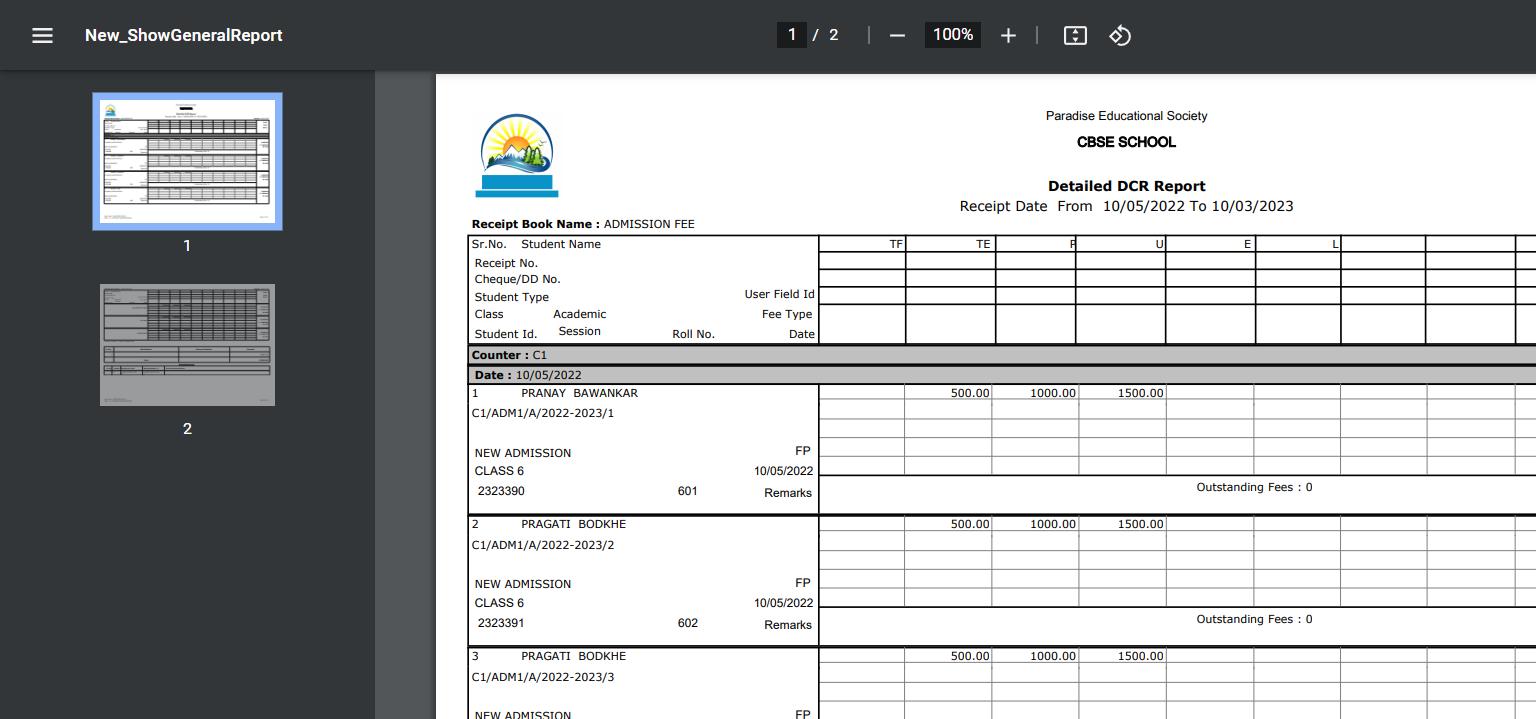 New_ShowGeneralReport
1 / 2
100%
1
2
Paradise Educational Society
CBSE SCHOOL
Detailed DCR Report
Receipt Date From 10/05/2022 To 10/03/2023
Receipt Book Name : ADMISSION FEE
Sr.No. Student Name TF TE P U E L
Receipt No.
Cheque/DD No.
Student Type User Field Id
Class Academic Fee Type
Student Id. Session Roll No. Date
Counter : C1
Date : 10/05/2022
1 PRANAY BAWANKAR 500.00 1000.00 1500.00
C1/ADM1/A/2022-2023/1
NEW ADMISSION FP
CLASS 6 10/05/2022
2323390 601 Remarks Outstanding Fees : 0
2 PRAGATI BODKHE 500.00 1000.00 1500.00
C1/ADM1/A/2022-2023/2
NEW ADMISSION FP
CLASS 6 10/05/2022
2323391 602 Remarks Outstanding Fees : 0
3 PRAGATI BODKHE 500.00 1000.00 1500.00
C1/ADM1/A/2022-2023/3
NEW ADMISSION FP